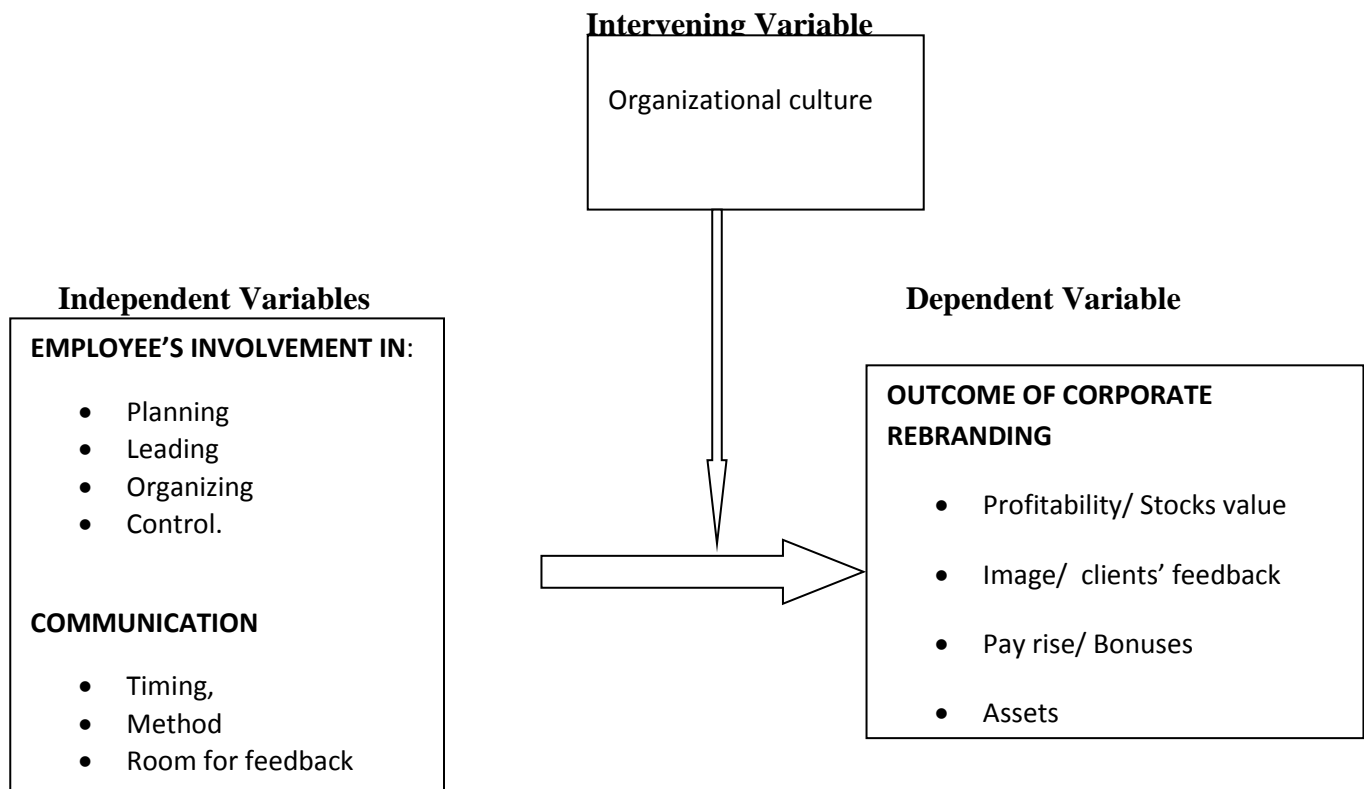 Intervening Variable
Organizational culture
Independent Variables
EMPLOYEE’S INVOLVEMENT IN:
• Planning
• Leading
• Organizing
• Control.
COMMUNICATION
• Timing,
• Method
• Room for feedback
Dependent Variable
OUTCOME OF CORPORATE
REBRANDING
• Profitability/ Stocks value
• Image/ clients’ feedback
• Pay rise/ Bonuses
• Assets